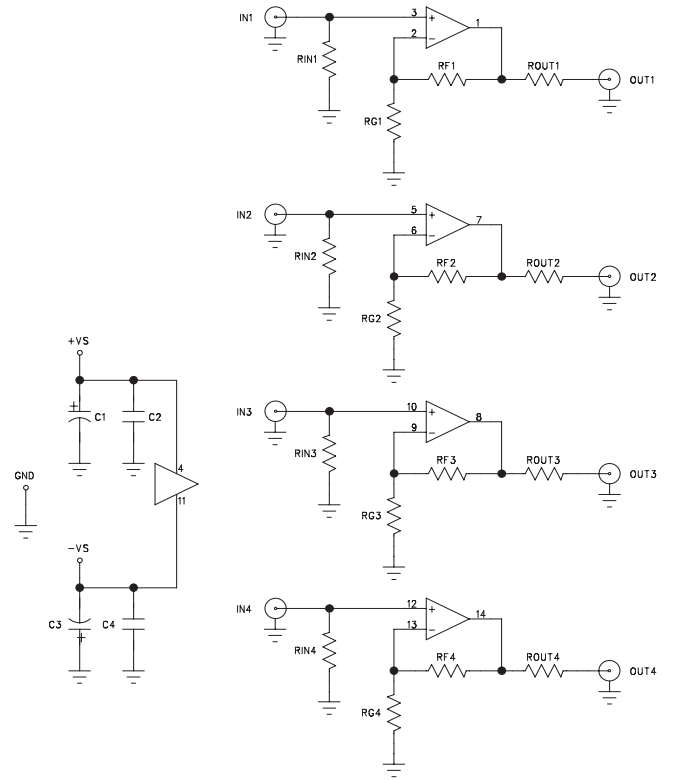 IN1
3
+
1
2
−
RIN1
RF1
ROUT1
OUT1
RG1
IN2
5
+
7
6
−
RIN2
RF2
ROUT2
OUT2
RG2
+VS
+
C1
C2
IN3
10
+
8
9
−
RIN3
RF3
ROUT3
OUT3
RG3
4
GND
11
−VS
C3
+
C4
IN4
12
+
14
13
−
RIN4
RF4
ROUT4
OUT4
RG4